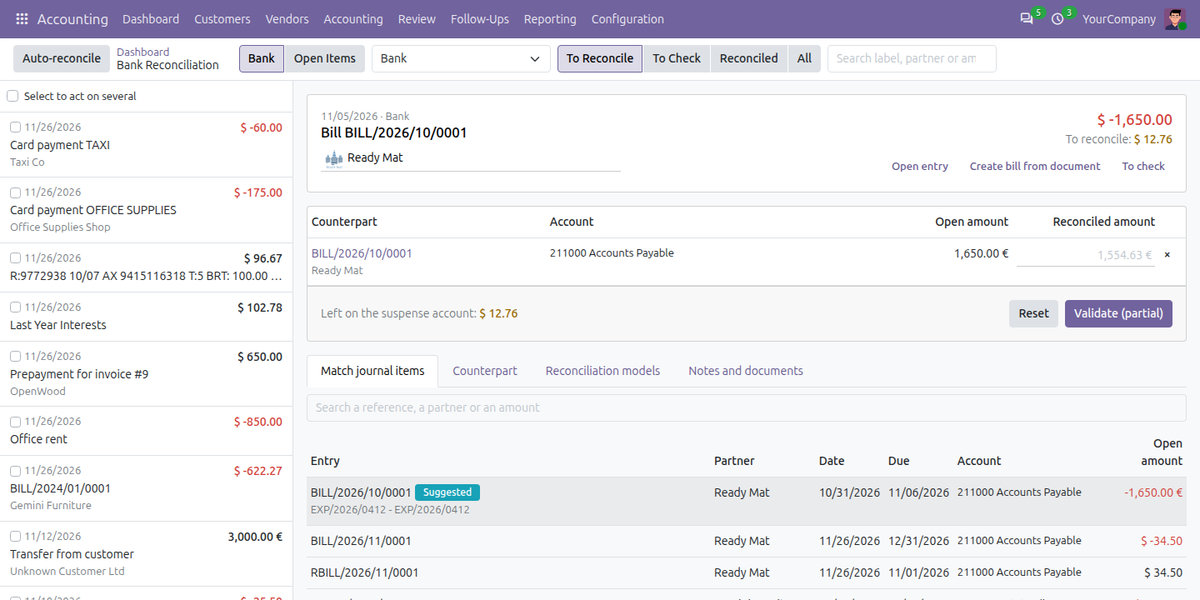 Accounting Dashboard Customers Vendors Accounting Review Follow-Ups Reporting Configuration 5 3 YourCompany
Auto-reconcile
Dashboard
Bank Reconciliation
Bank Open Items Bank To Reconcile To Check Reconciled All Search label, partner or am
Select to act on several
11/26/2026 $ -60.00
Card payment TAXI
Taxi Co
11/26/2026 $ -175.00
Card payment OFFICE SUPPLIES
Office Supplies Shop
11/26/2026 $ 96.67
R:9772938 10/07 AX 9415116318 T:5 BRT: 100.00 ...
11/26/2026 $ 102.78
Last Year Interests
11/26/2026 $ 650.00
Prepayment for invoice #9
OpenWood
11/26/2026 $ -850.00
Office rent
11/26/2026 $ -622.27
BILL/2024/01/0001
Gemini Furniture
11/12/2026 3,000.00 €
Transfer from customer
Unknown Customer Ltd
11/05/2026 · Bank
Bill BILL/2026/10/0001
Ready Mat
$ -1,650.00
To reconcile: $ 12.76
Open entry Create bill from document To check
Counterpart Account Open amount Reconciled amount
BILL/2026/10/0001 211000 Accounts Payable 1,650.00 € 1,554.63 € ×
Ready Mat
Left on the suspense account: $ 12.76 Reset Validate (partial)
Match journal items Counterpart Reconciliation models Notes and documents
Search a reference, a partner or an amount
Entry Partner Date Due Account Open amount
BILL/2026/10/0001 Suggested Ready Mat 10/31/2026 11/06/2026 211000 Accounts Payable -1,650.00 €
EXP/2026/0412 - EXP/2026/0412
BILL/2026/11/0001 Ready Mat 11/26/2026 12/31/2026 211000 Accounts Payable $ -34.50
RBILL/2026/11/0001 Ready Mat 11/26/2026 11/01/2026 211000 Accounts Payable $ 34.50